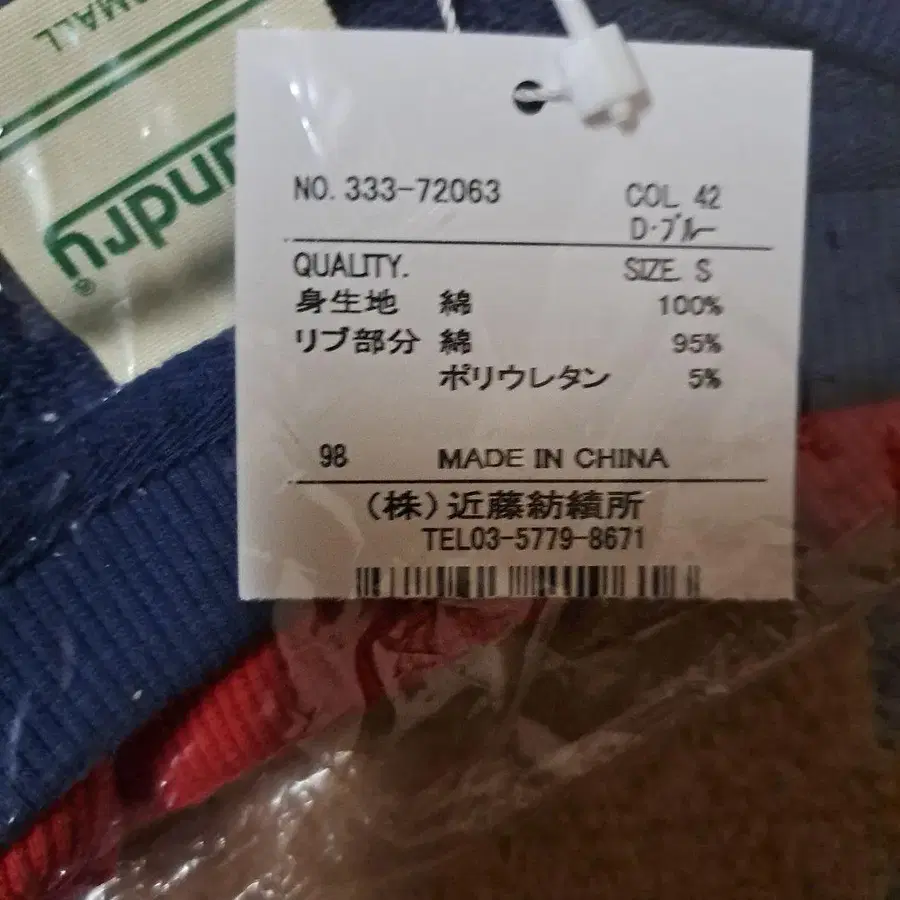 SMALL
undry®
NO. 333-72063
COL 42
D・ブルー
QUALITY.
SIZE S
身生地 綿 100%
リブ部分 綿 95%
ポリウレタン 5%
98 MADE IN CHINA
(株)近藤紡績所
TEL03-5779-8671